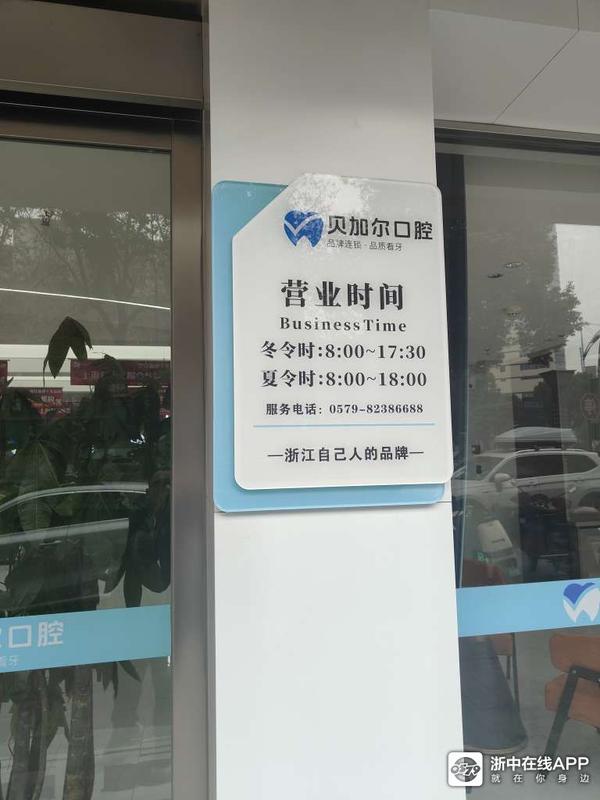 贝加尔口腔
品牌连锁·品质看牙
营业时间
BusinessTime
冬令时:8:00~17:30
夏令时:8:00~18:00
服务电话：0579-82386688
—浙江自己人的品牌—
口腔
看牙
浙中在线APP
就在你身边